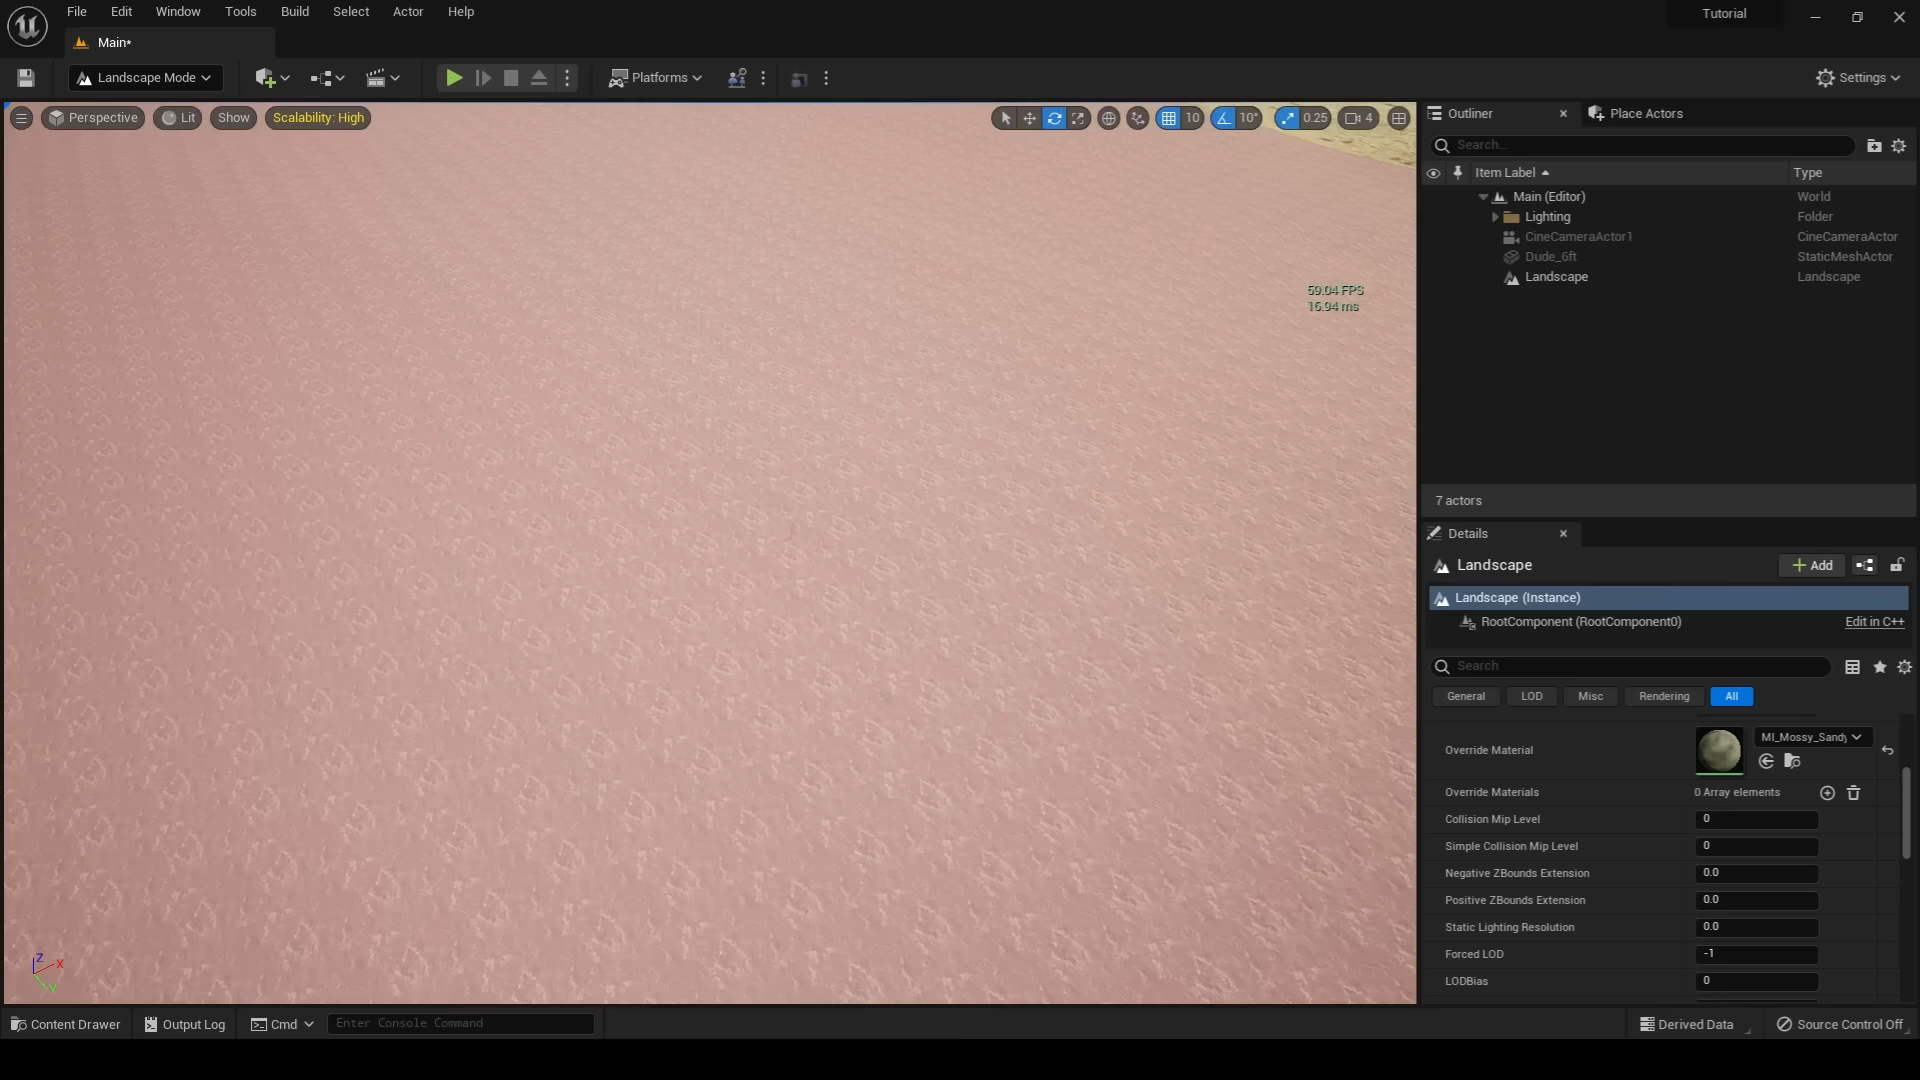 File Edit Window Tools Build Select Actor Help
Tutorial
Main*
Landscape Mode
Platforms
Settings
Perspective
Lit
Show
Scalability: High
10
10°
0.25
4
59.04 FPS
16.94 ms
Z
X
Y
Outliner
Place Actors
Search...
Item Label
Type
Main (Editor)
World
Lighting
Folder
CineCameraActor1
CineCameraActor
Dude_6ft
StaticMeshActor
Landscape
Landscape
7 actors
Details
Landscape
Add
Landscape (Instance)
RootComponent (RootComponent0)
Edit in C++
Search
General
LOD
Misc
Rendering
All
Override Material
MI_Mossy_Sandy
Override Materials
0 Array elements
Collision Mip Level
0
Simple Collision Mip Level
0
Negative ZBounds Extension
0.0
Positive ZBounds Extension
0.0
Static Lighting Resolution
0.0
Forced LOD
-1
LODBias
0
Content Drawer
Output Log
Cmd
Enter Console Command
Derived Data
Source Control Off